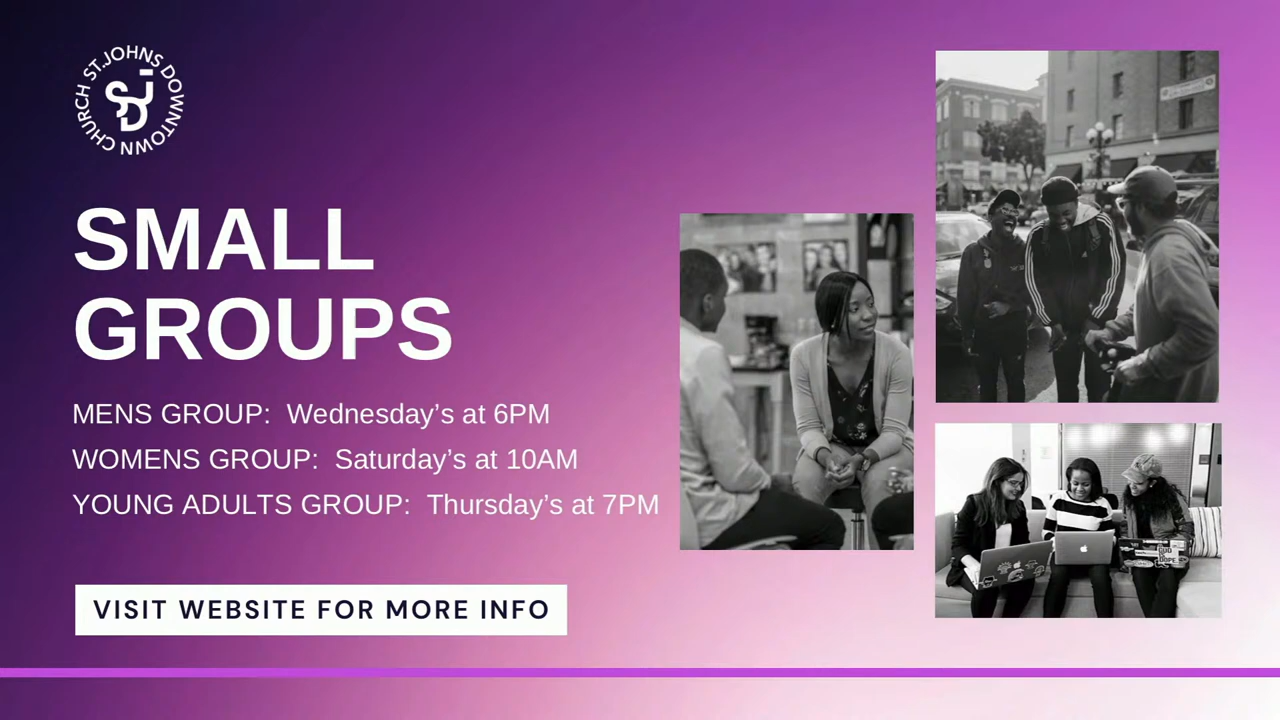 CHURCH ST.JOHNS DOWNTOWN
SJD
SMALL
GROUPS
MENS GROUP:  Wednesday’s at 6PM
WOMENS GROUP:  Saturday’s at 10AM
YOUNG ADULTS GROUP:  Thursday’s at 7PM
VISIT WEBSITE FOR MORE INFO